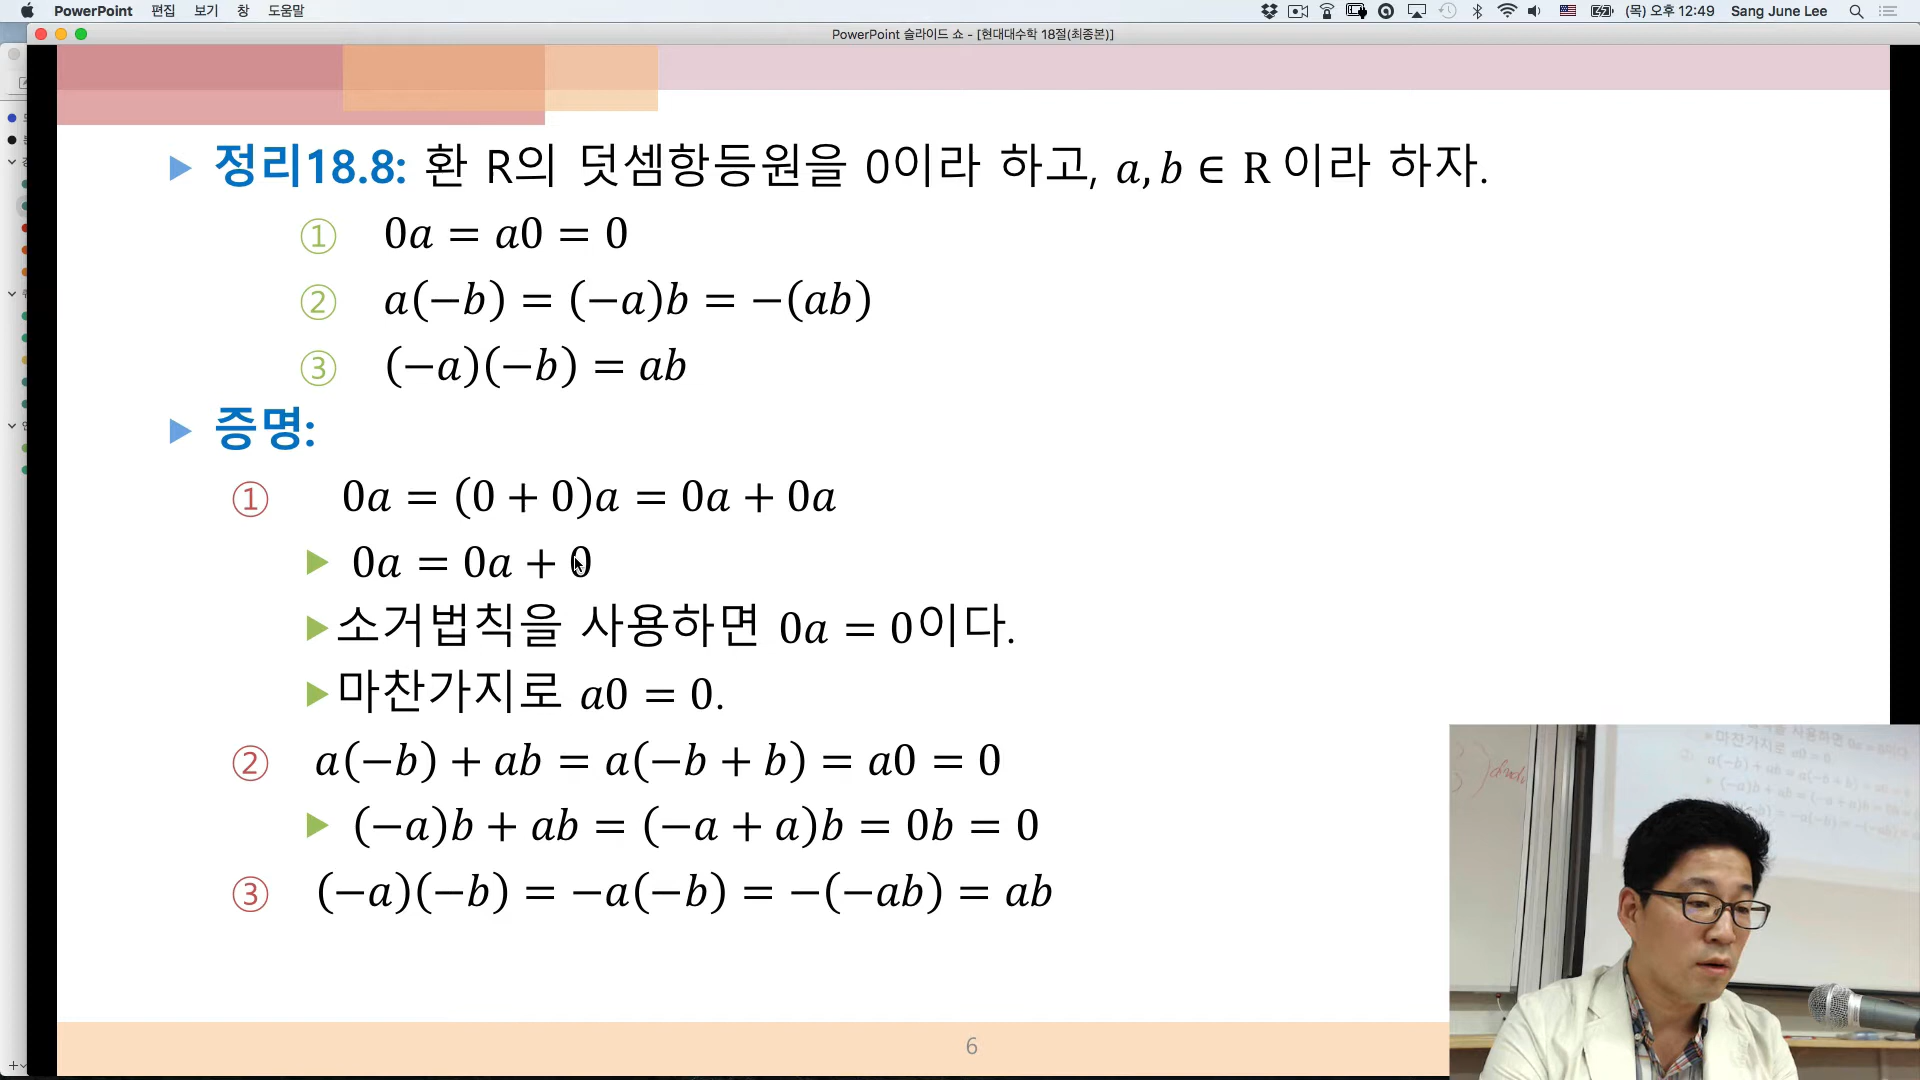 PowerPoint 편집 보기 창 도움말 (목) 오후 12:49 Sang June Lee
PowerPoint 슬라이드 쇼 - [현대대수학 18절(최종본)]
정리18.8: 환 R의 덧셈항등원을 0이라 하고, a, b ∈ R 이라 하자.
① 0a = a0 = 0
② a(−b) = (−a)b = −(ab)
③ (−a)(−b) = ab
증명:
① 0a = (0 + 0)a = 0a + 0a
0a = 0a + 0
소거법칙을 사용하면 0a = 0이다.
마찬가지로 a0 = 0.
② a(−b) + ab = a(−b + b) = a0 = 0
(−a)b + ab = (−a + a)b = 0b = 0
③ (−a)(−b) = −a(−b) = −(−ab) = ab
6